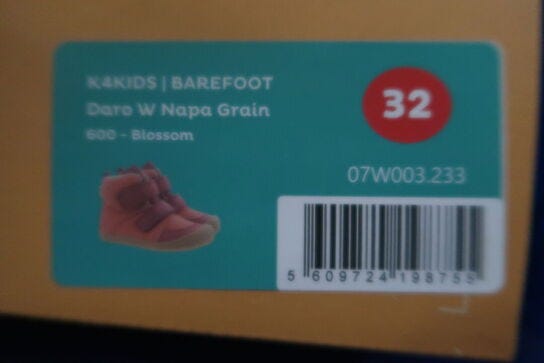 K4KIDS | BAREFOOT
Daro W Napa Grain
600 - Blossom
32
07W003.233
5 609724 198755